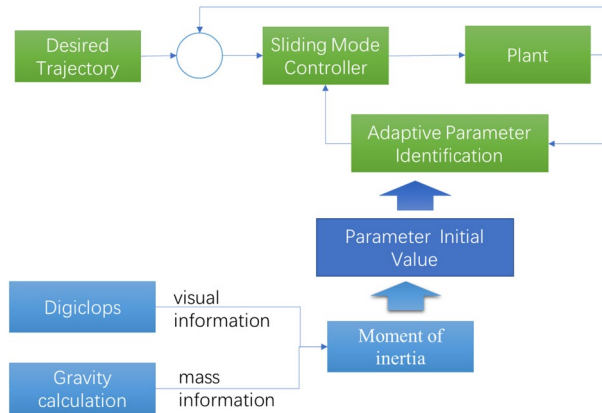 Desired
Trajectory
Sliding Mode
Controller
Plant
Adaptive Parameter
Identification
Parameter Initial
Value
Digiclops
visual
information
Moment of
inertia
Gravity
calculation
mass
information